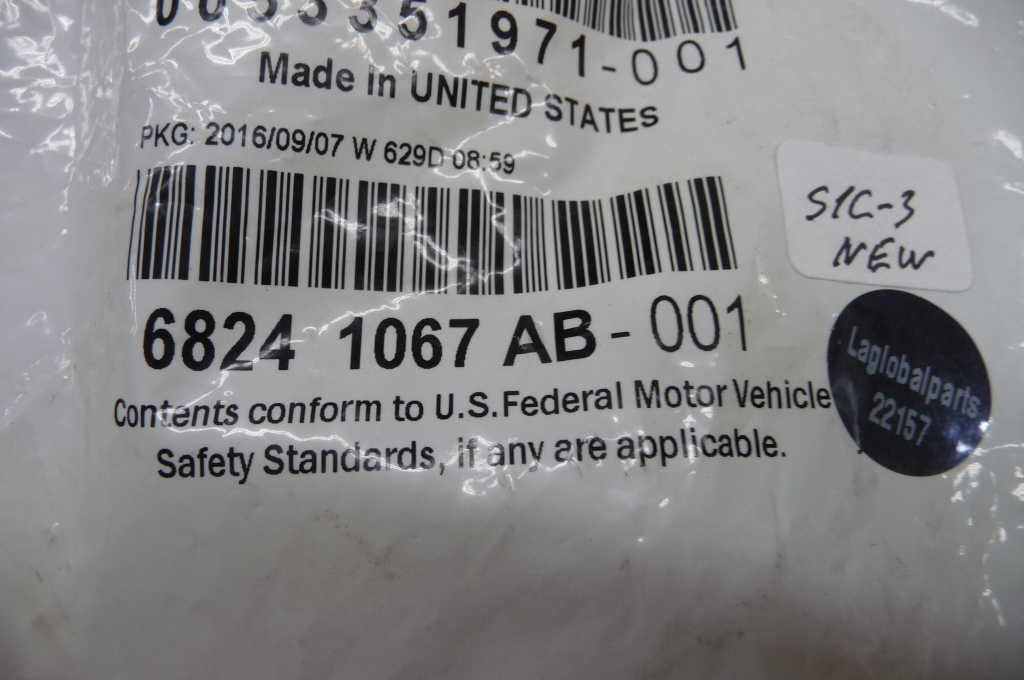 51971-001
Made In UNITED STATES
PKG: 2016/09/07 W 629D 08:59
S1C-3
NEW
6824 1067 AB-001
Laglobalparts
22157
Contents conform to U.S. Federal Motor Vehicle
Safety Standards, if any are applicable.